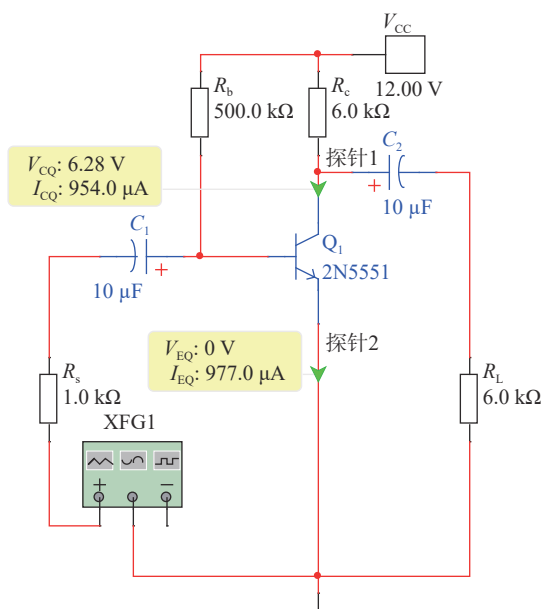 V_CC
12.00 V
R_b
500.0 kΩ
R_c
6.0 kΩ
C_2
探针1
+
10 μF
V_CQ: 6.28 V
I_CQ: 954.0 μA
C_1
+
10 μF
Q_1
2N5551
探针2
V_EQ: 0 V
I_EQ: 977.0 μA
R_s
1.0 kΩ
R_L
6.0 kΩ
XFG1
+ −